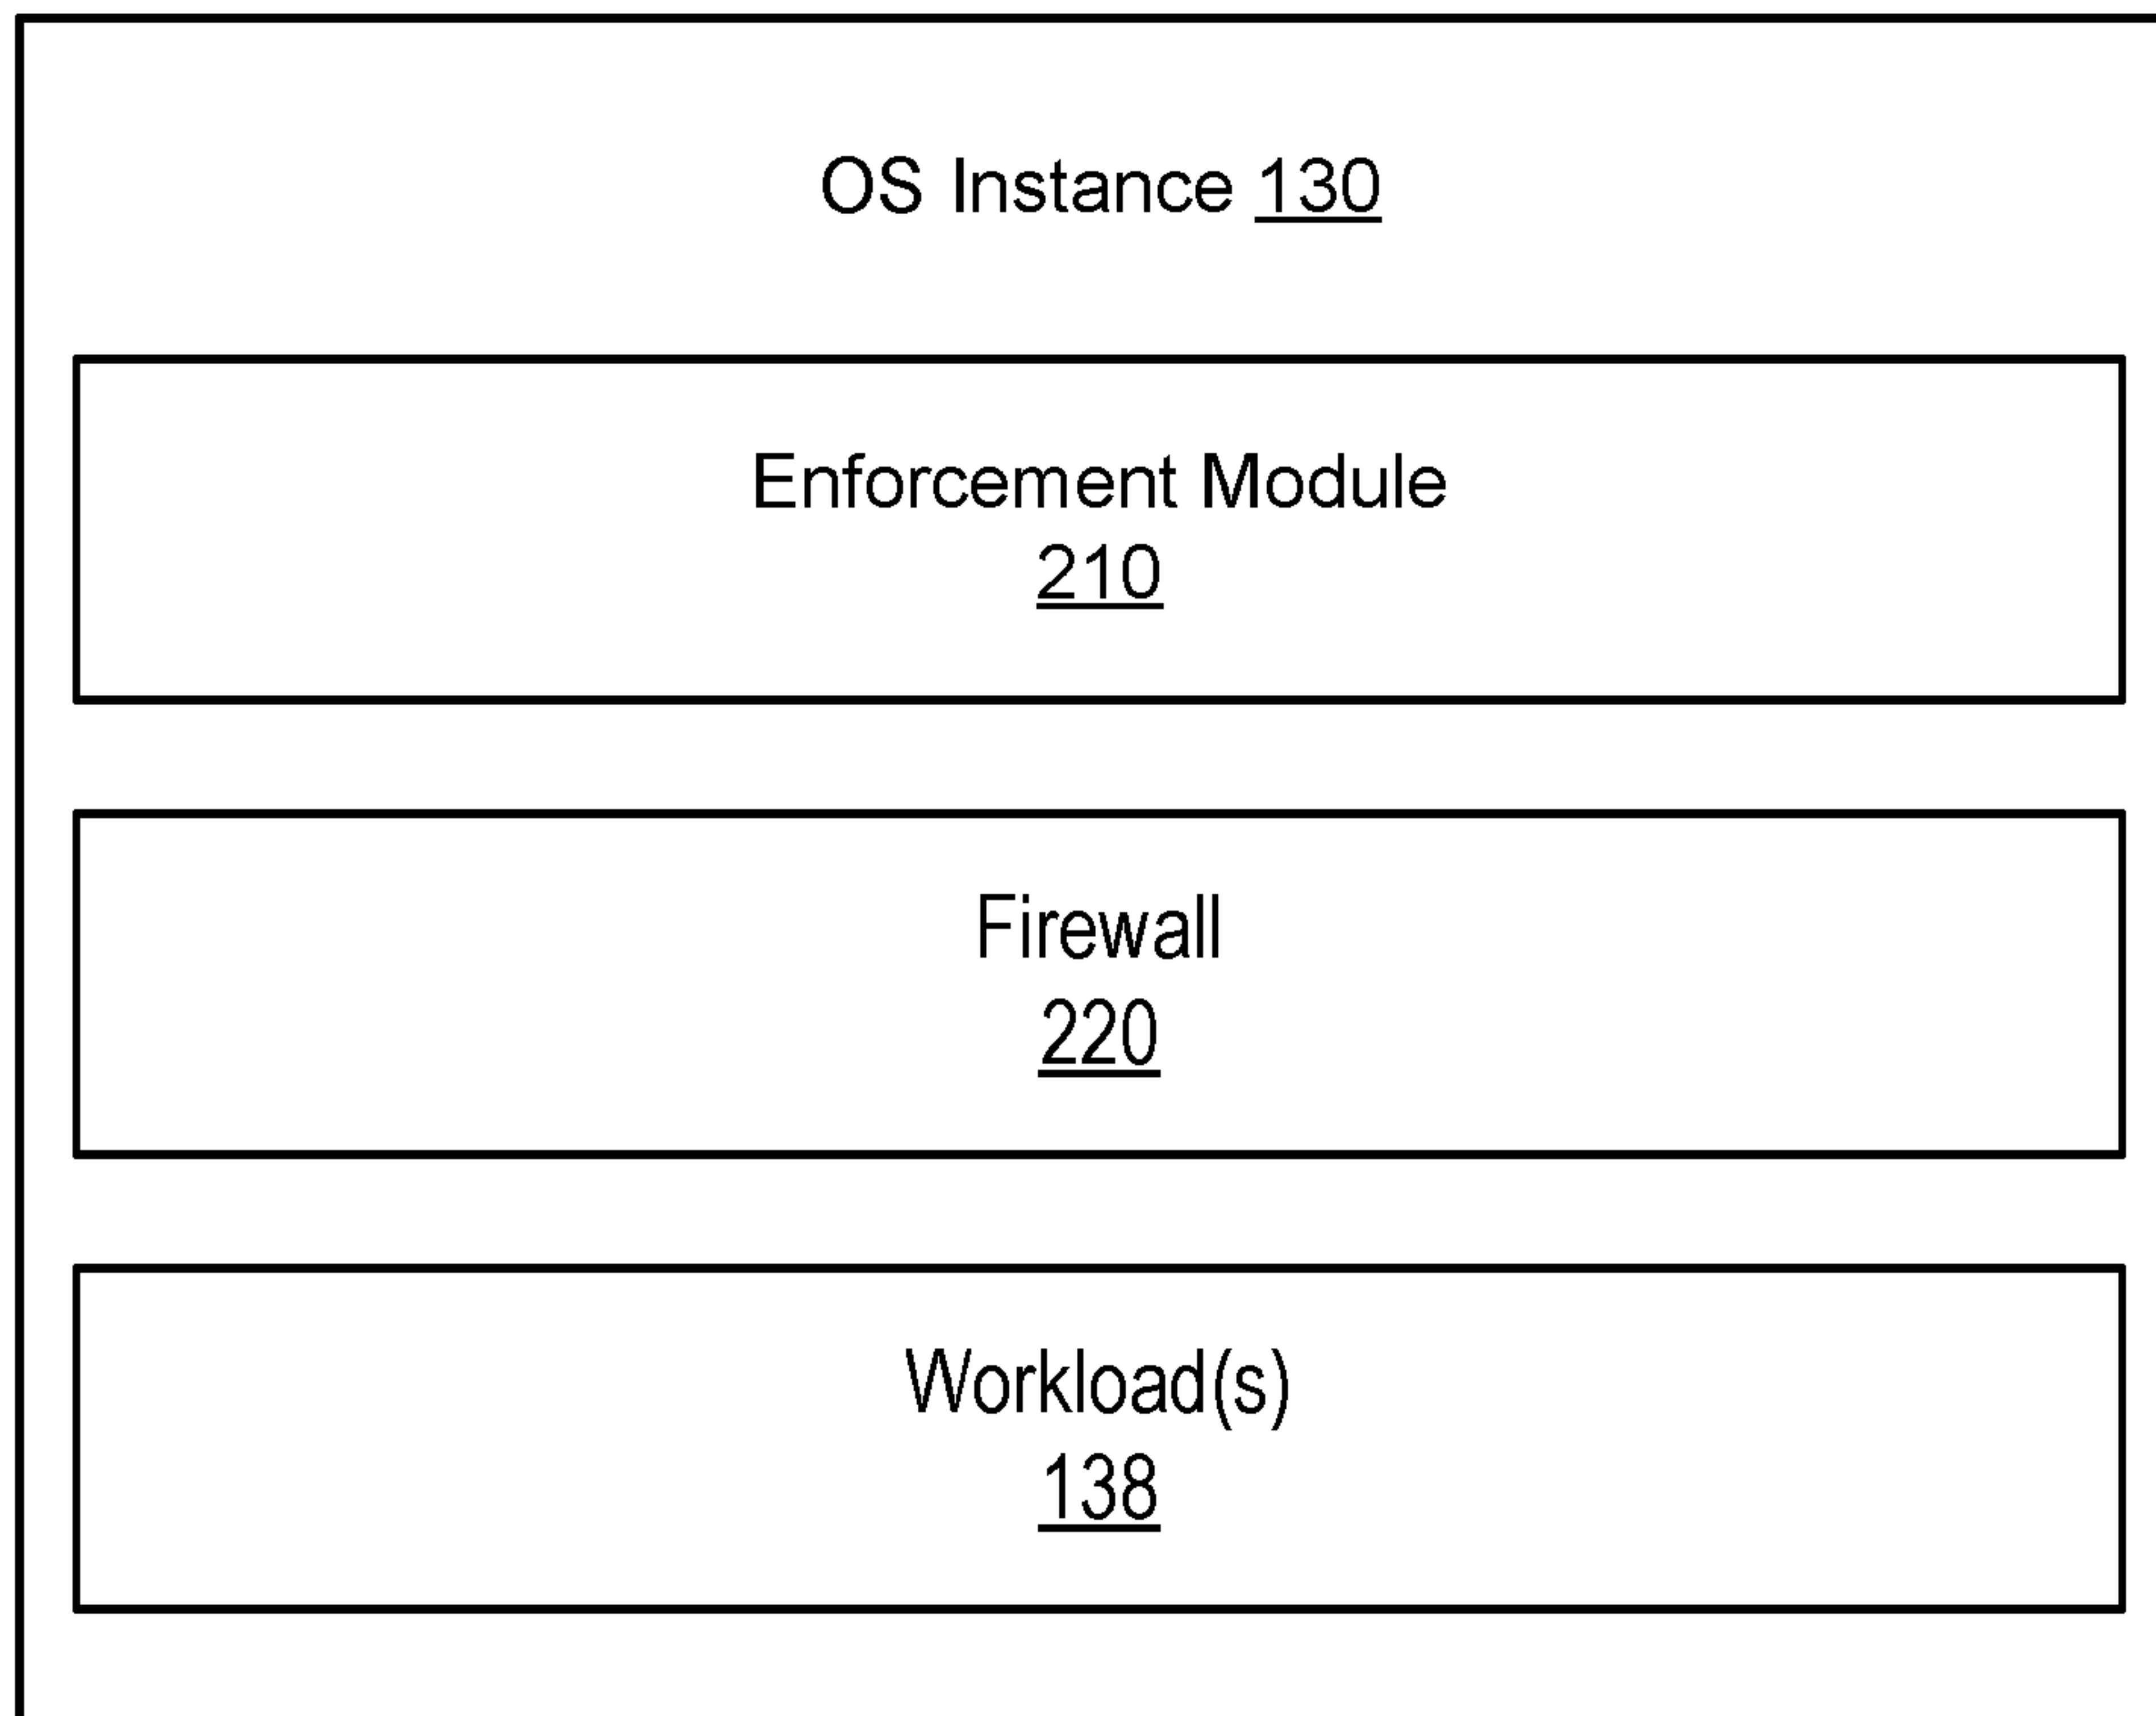 OS Instance 130
Enforcement Module
210
Firewall
220
Workload(s)
138